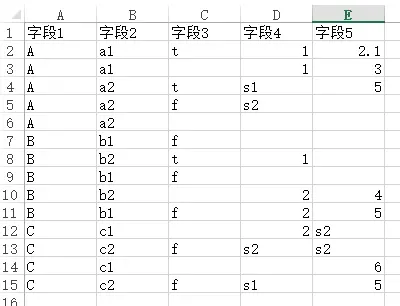 A B C D E
1 字段1 字段2 字段3 字段4 字段5
2 A a1 t 1 2.1
3 A a1 1 3
4 A a2 t s1 5
5 A a2 f s2
6 A a2
7 B b1 f
8 B b2 t 1
9 B b1 f
10 B b2 2 4
11 B b1 f 2 5
12 C c1 2 s2
13 C c2 f s2 s2
14 C c1 6
15 C c2 f s1 5